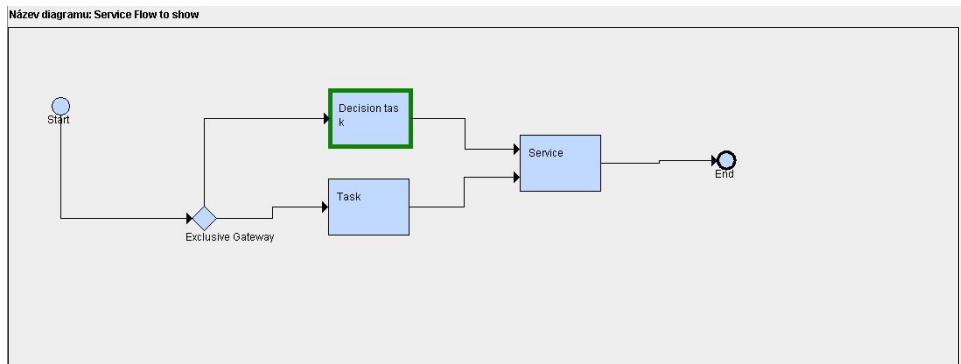 Název diagramu: Service Flow to show
Start
Decision tas
k
Service
End
Task
Exclusive Gateway